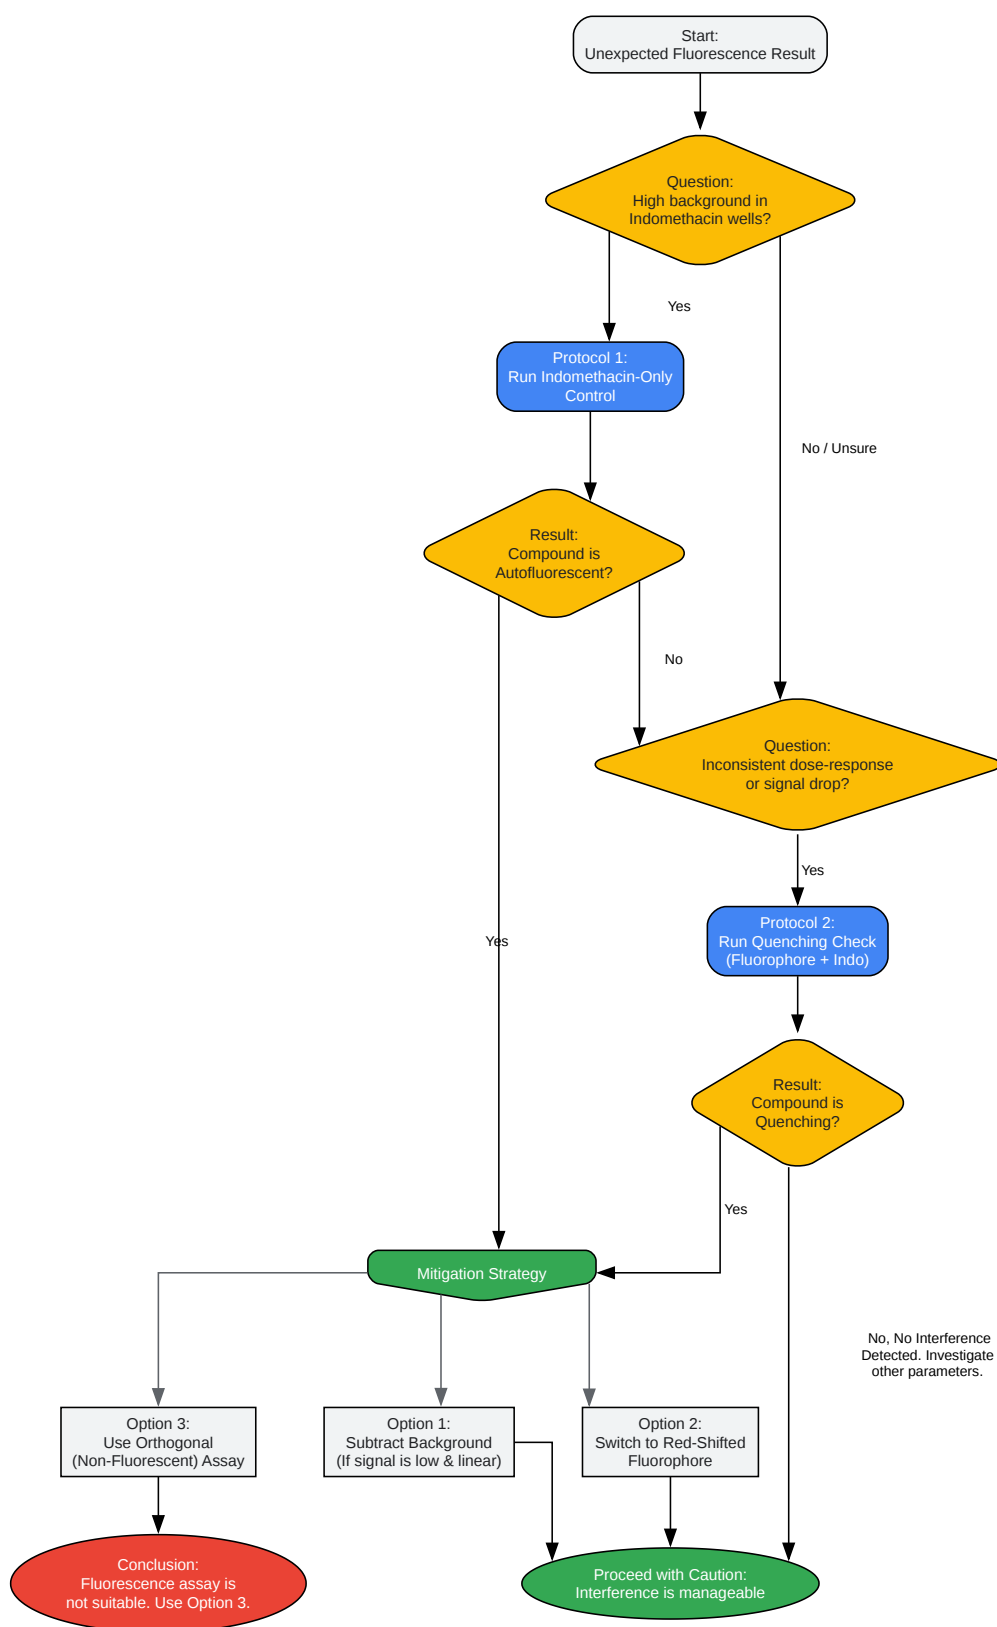 Start:
Unexpected Fluorescence Result
Question:
High background in
Indomethacin wells?
Yes
Protocol 1:
Run Indomethacin-Only
Control
No / Unsure
Result:
Compound is
Autofluorescent?
No
Question:
Inconsistent dose-response
or signal drop?
Yes
Protocol 2:
Run Quenching Check
(Fluorophore + Indo)
Yes
Result:
Compound is
Quenching?
Yes
Mitigation Strategy
No, No Interference
Detected. Investigate
other parameters.
Option 3:
Use Orthogonal
(Non-Fluorescent) Assay
Option 1:
Subtract Background
(If signal is low & linear)
Option 2:
Switch to Red-Shifted
Fluorophore
Conclusion:
Fluorescence assay is
not suitable. Use Option 3.
Proceed with Caution:
Interference is manageable